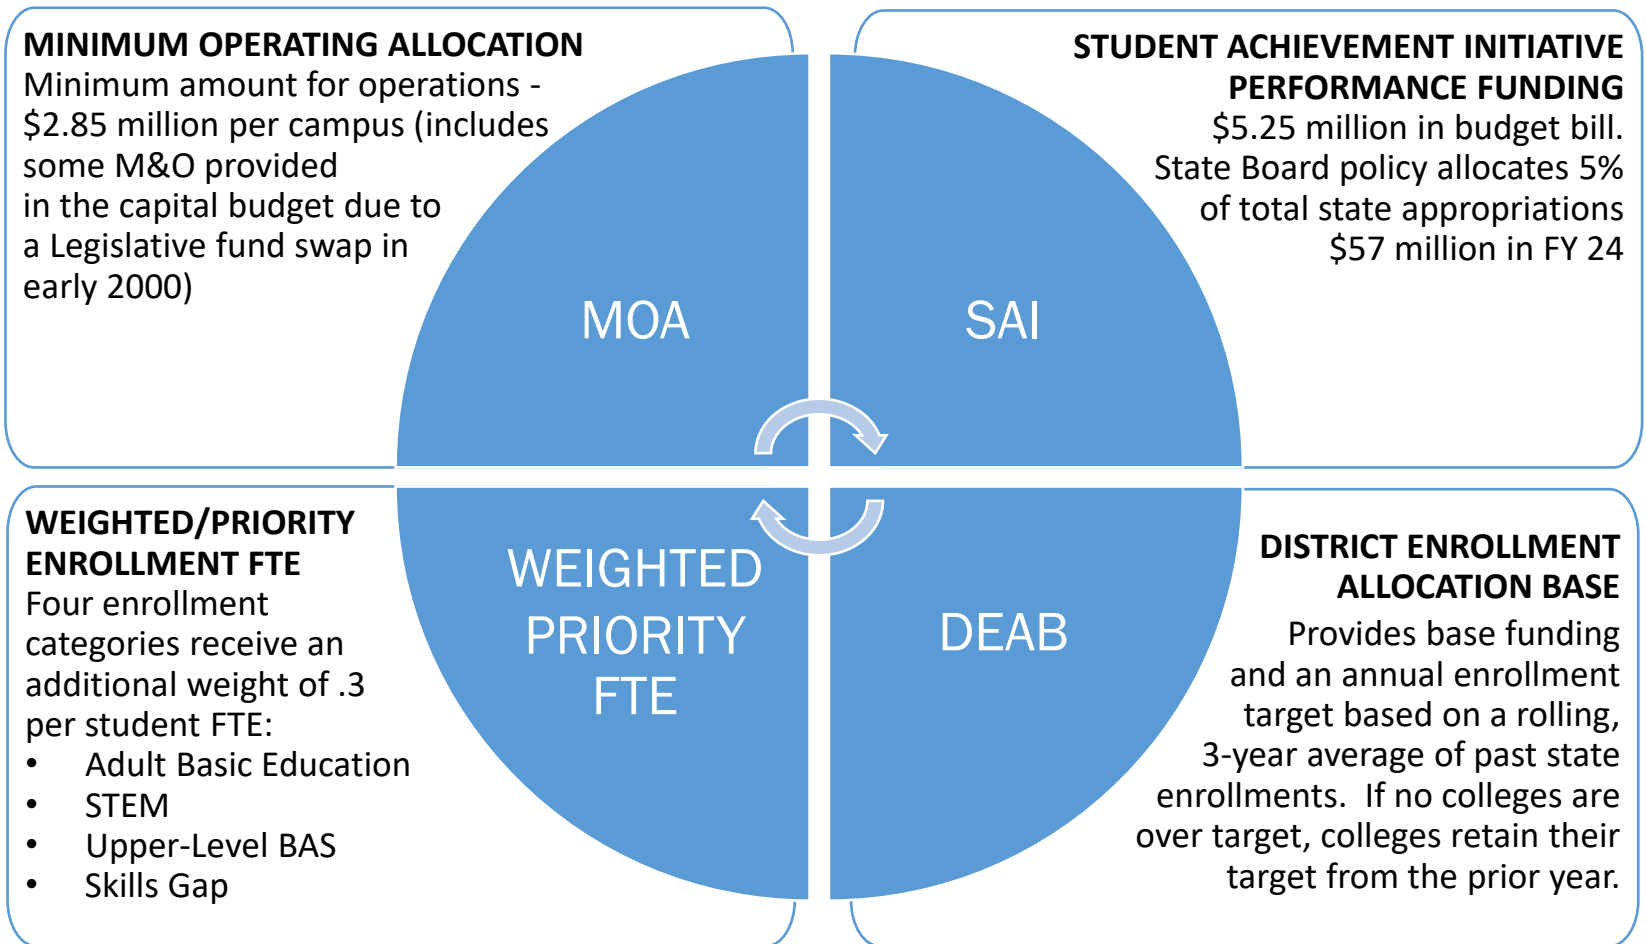 MINIMUM OPERATING ALLOCATION
Minimum amount for operations -
$2.85 million per campus (includes
some M&O provided
in the capital budget due to
a Legislative fund swap in
early 2000)
MOA
STUDENT ACHIEVEMENT INITIATIVE
PERFORMANCE FUNDING
$5.25 million in budget bill.
State Board policy allocates 5%
of total state appropriations
$57 million in FY 24
SAI
WEIGHTED/PRIORITY
ENROLLMENT FTE
Four enrollment
categories receive an
additional weight of .3
per student FTE:
• Adult Basic Education
• STEM
• Upper-Level BAS
• Skills Gap
WEIGHTED
PRIORITY
FTE
DISTRICT ENROLLMENT
ALLOCATION BASE
Provides base funding
and an annual enrollment
target based on a rolling,
3-year average of past state
enrollments.  If no colleges are
over target, colleges retain their
target from the prior year.
DEAB